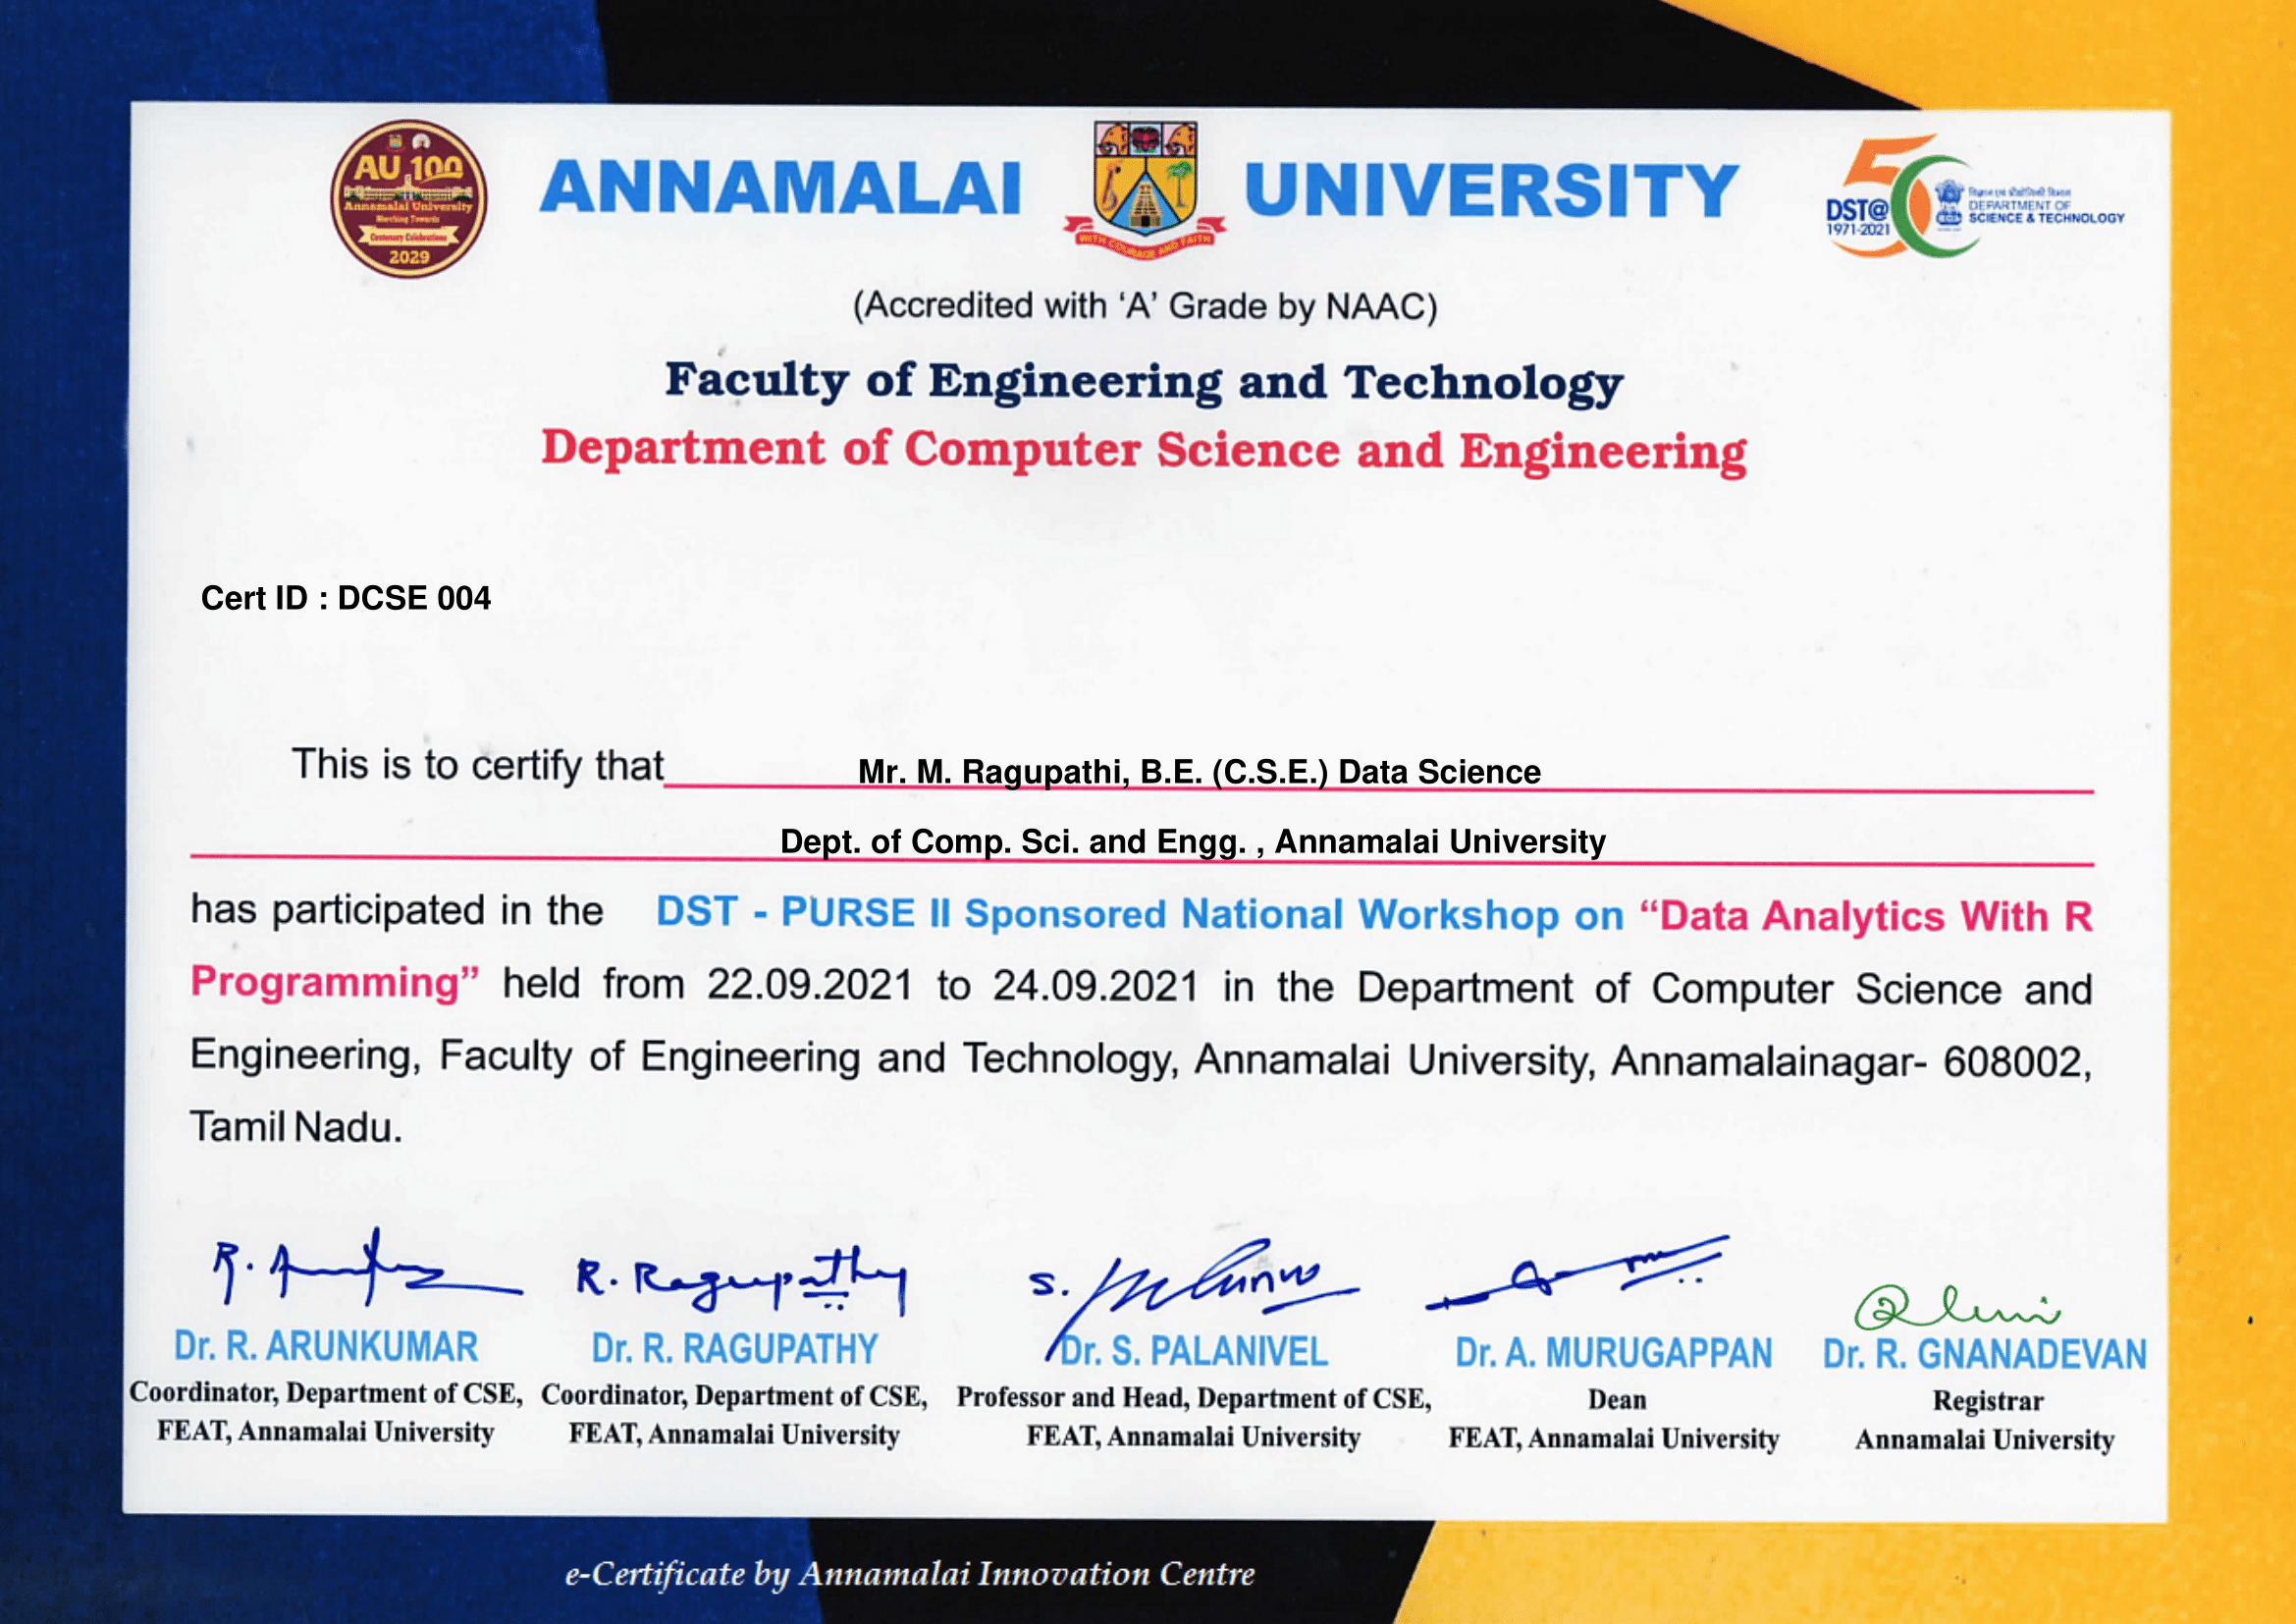 AU 100
Annamalai University
Marching Towards
Centenary Celebrations
2029
ANNAMALAI UNIVERSITY
WITH COURAGE AND FAITH
DST@
1971-2021
DEPARTMENT OF
SCIENCE & TECHNOLOGY
(Accredited with ‘A’ Grade by NAAC)
Faculty of Engineering and Technology
Department of Computer Science and Engineering
Cert ID : DCSE 004
This is to certify that Mr. M. Ragupathi, B.E. (C.S.E.) Data Science
Dept. of Comp. Sci. and Engg. , Annamalai University
has participated in the DST - PURSE II Sponsored National Workshop on “Data Analytics With R
Programming” held from 22.09.2021 to 24.09.2021 in the Department of Computer Science and
Engineering, Faculty of Engineering and Technology, Annamalai University, Annamalainagar- 608002,
Tamil Nadu.
R. Ragupathy
Dr. R. ARUNKUMAR
Coordinator, Department of CSE,
FEAT, Annamalai University
Dr. R. RAGUPATHY
Coordinator, Department of CSE,
FEAT, Annamalai University
Dr. S. PALANIVEL
Professor and Head, Department of CSE,
FEAT, Annamalai University
Dr. A. MURUGAPPAN
Dean
FEAT, Annamalai University
Dr. R. GNANADEVAN
Registrar
Annamalai University
e-Certificate by Annamalai Innovation Centre